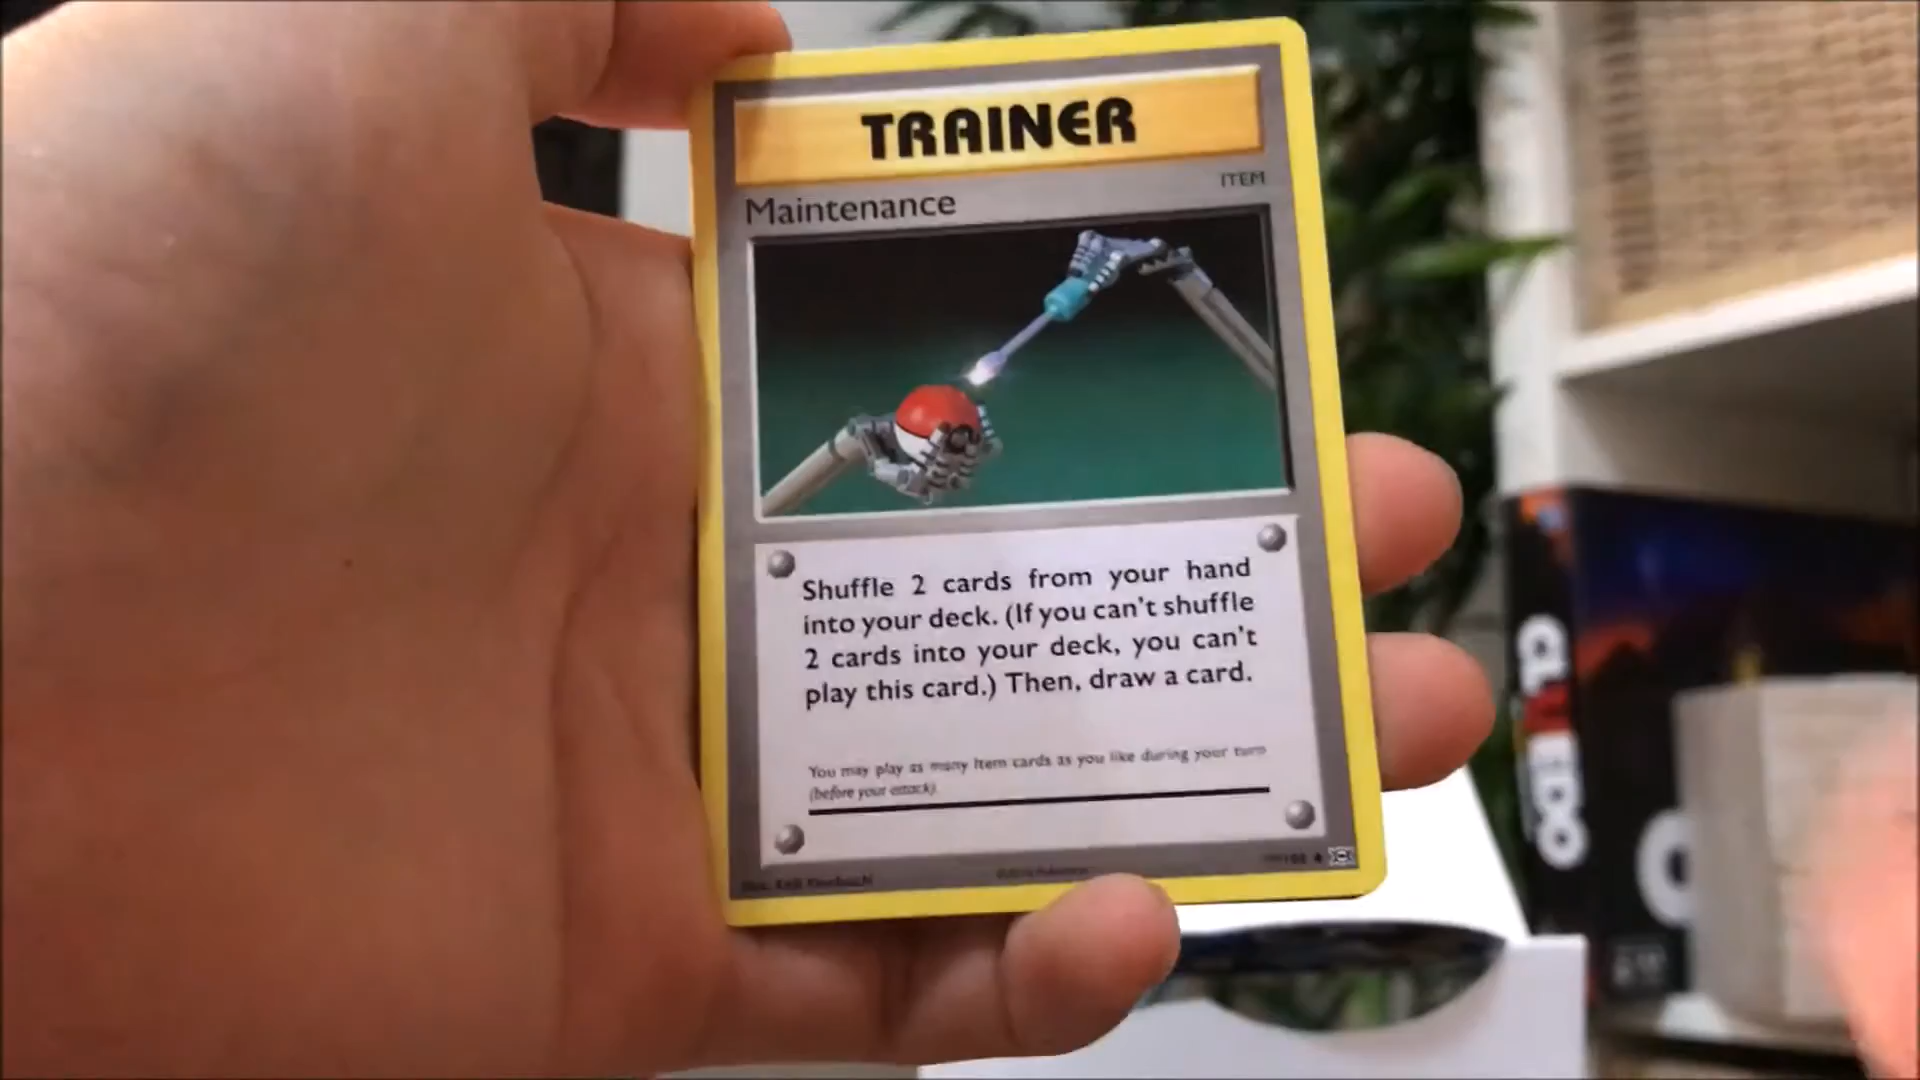 TRAINER
ITEM
Maintenance
Shuffle 2 cards from your hand
into your deck. (If you can't shuffle
2 cards into your deck, you can't
play this card.) Then, draw a card.
You may play as many Item cards as you like during your turn
(before your attack).
CLUEDO